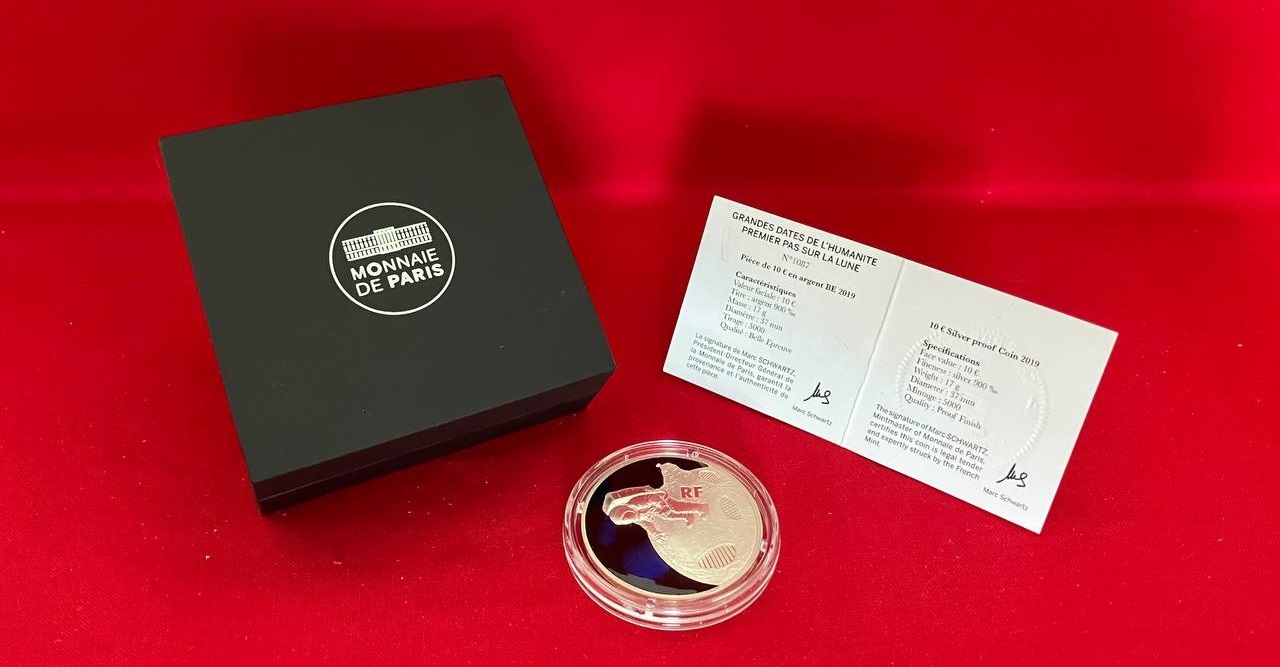 MONNAIE
DE PARIS
GRANDES DATES DE L'HUMANITE
PREMIER PAS SUR LA LUNE
N°1087
Pièce de 10 € en argent BE 2019
Caractéristiques
Valeur faciale : 10 €
Titre : argent 900 ‰
Masse : 17 g
Diamètre : 37 mm
Tirage : 5000
Qualité : Belle Epreuve
La signature de Marc SCHWARTZ,
Président-Directeur Général de
la Monnaie de Paris, garantit la
provenance et l'authenticité de
cette pièce.
Marc Schwartz
10 € Silver proof Coin 2019
Specifications
Face value : 10 €
Fineness : silver 900 ‰
Weight : 17 g
Diameter : 37 mm
Mintage : 5000
Quality : Proof Finish
The signature of Marc SCHWARTZ,
Mintmaster of Monnaie de Paris,
certifies this coin is legal tender
and expertly struck by the French
Mint.
Marc Schwartz
RF